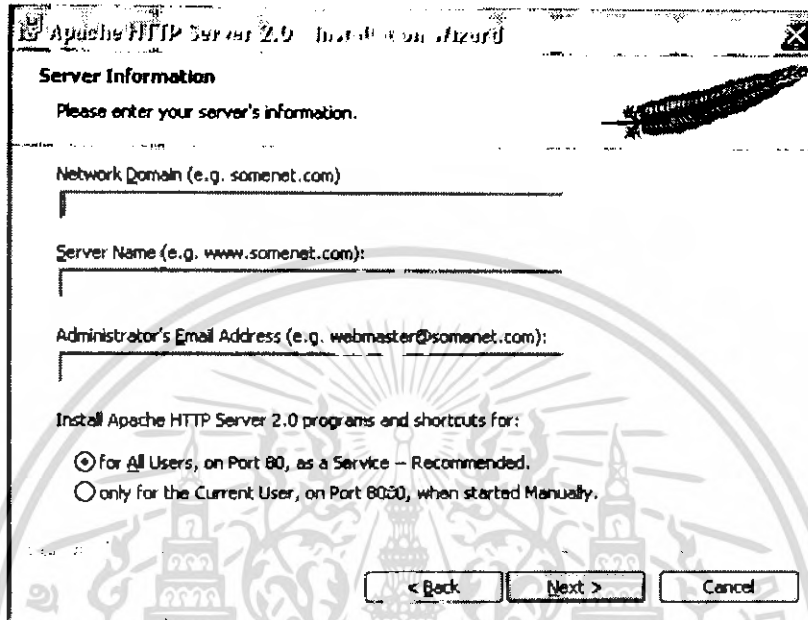 Apache HTTP Server 2.0 - Installation Wizard
Server Information
Please enter your server's information.
Network Domain (e.g. somenet.com)
Server Name (e.g. www.somenet.com):
Administrator's Email Address (e.g. webmaster@somenet.com):
Install Apache HTTP Server 2.0 programs and shortcuts for:
for All Users, on Port 80, as a Service -- Recommended.
only for the Current User, on Port 8080, when started Manually.
< Back
Next >
Cancel